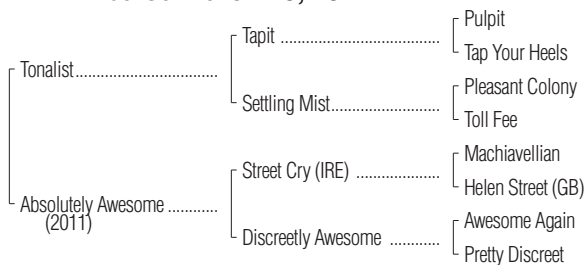 Pulpit
Tapit ........................................
Tap Your Heels
Tonalist...................................
Pleasant Colony
Settling Mist...........................
Toll Fee
Machiavellian
Street Cry (IRE) .....................
Helen Street (GB)
Absolutely Awesome ............
(2011)
Awesome Again
Discreetly Awesome ............
Pretty Discreet